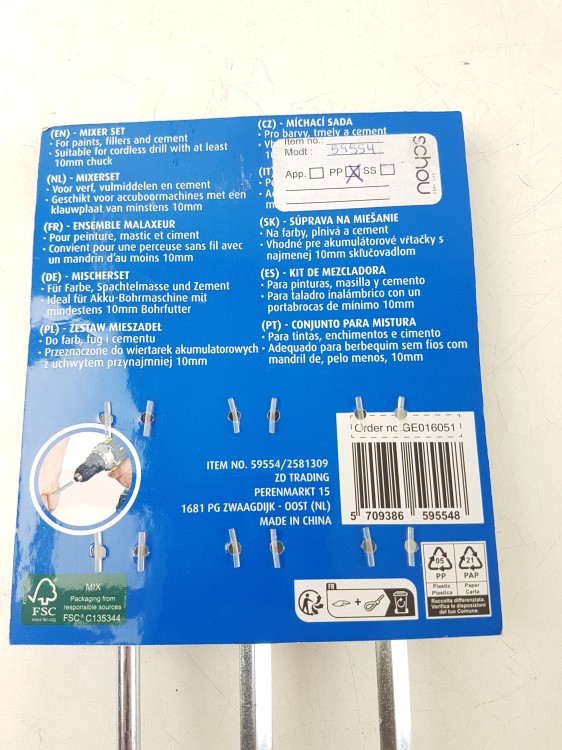 (EN) - MIXER SET
• For paints, fillers and cement
• Suitable for cordless drill with at least
10mm chuck
(NL) - MIXERSET
• Voor verf, vulmiddelen en cement
• Geschikt voor accuboormachines met een
klauwplaat van minstens 10mm
(FR) - ENSEMBLE MALAXEUR
• Pour peinture, mastic et ciment
• Convient pour une perceuse sans fil avec
un mandrin d'au moins 10mm
(DE) - MISCHERSET
• Für Farbe, Spachtelmasse und Zement
• Ideal für Akku-Bohrmaschine mit
mindestens 10mm Bohrfutter
(PL) - ZESTAW MIESZADEŁ
• Do farb, fug i cementu
• Przeznaczone do wiertarek akumulatorowych
z uchwytem przynajmniej 10mm
(CZ) - MÍCHACÍ SADA
• Pro barvy, tmely a cement
Item no.:
Modt: 59554
App. PP SS
schou
(SK) - SÚPRAVA NA MIEŠANIE
• Na farby, plnivá a cement
• Vhodné pre akumulátorové vŕtačky s
najmenej 10mm skľučovadlom
(ES) - KIT DE MEZCLADORA
• Para pinturas, masilla y cemento
• Para taladro inalámbrico con un
portabrocas de mínimo 10mm
(PT) - CONJUNTO PARA MISTURA
• Para tintas, enchimentos e cimento
• Adequado para berbequim sem fios com
mandril de, pelo menos, 10mm
ITEM NO. 59554/2581309
ZD TRADING
PERENMARKT 15
1681 PG ZWAAGDIJK - OOST (NL)
MADE IN CHINA
Order no.GE016051
5 709386 595548
FSC
www.fsc.org
MIX
Packaging from
responsible sources
FSC® C135344
FR
+
05
PP
Plastic
Plastica
21
PAP
Paper
Carta
Raccolta differenziata.
Verifica le disposizioni
del tuo Comune.